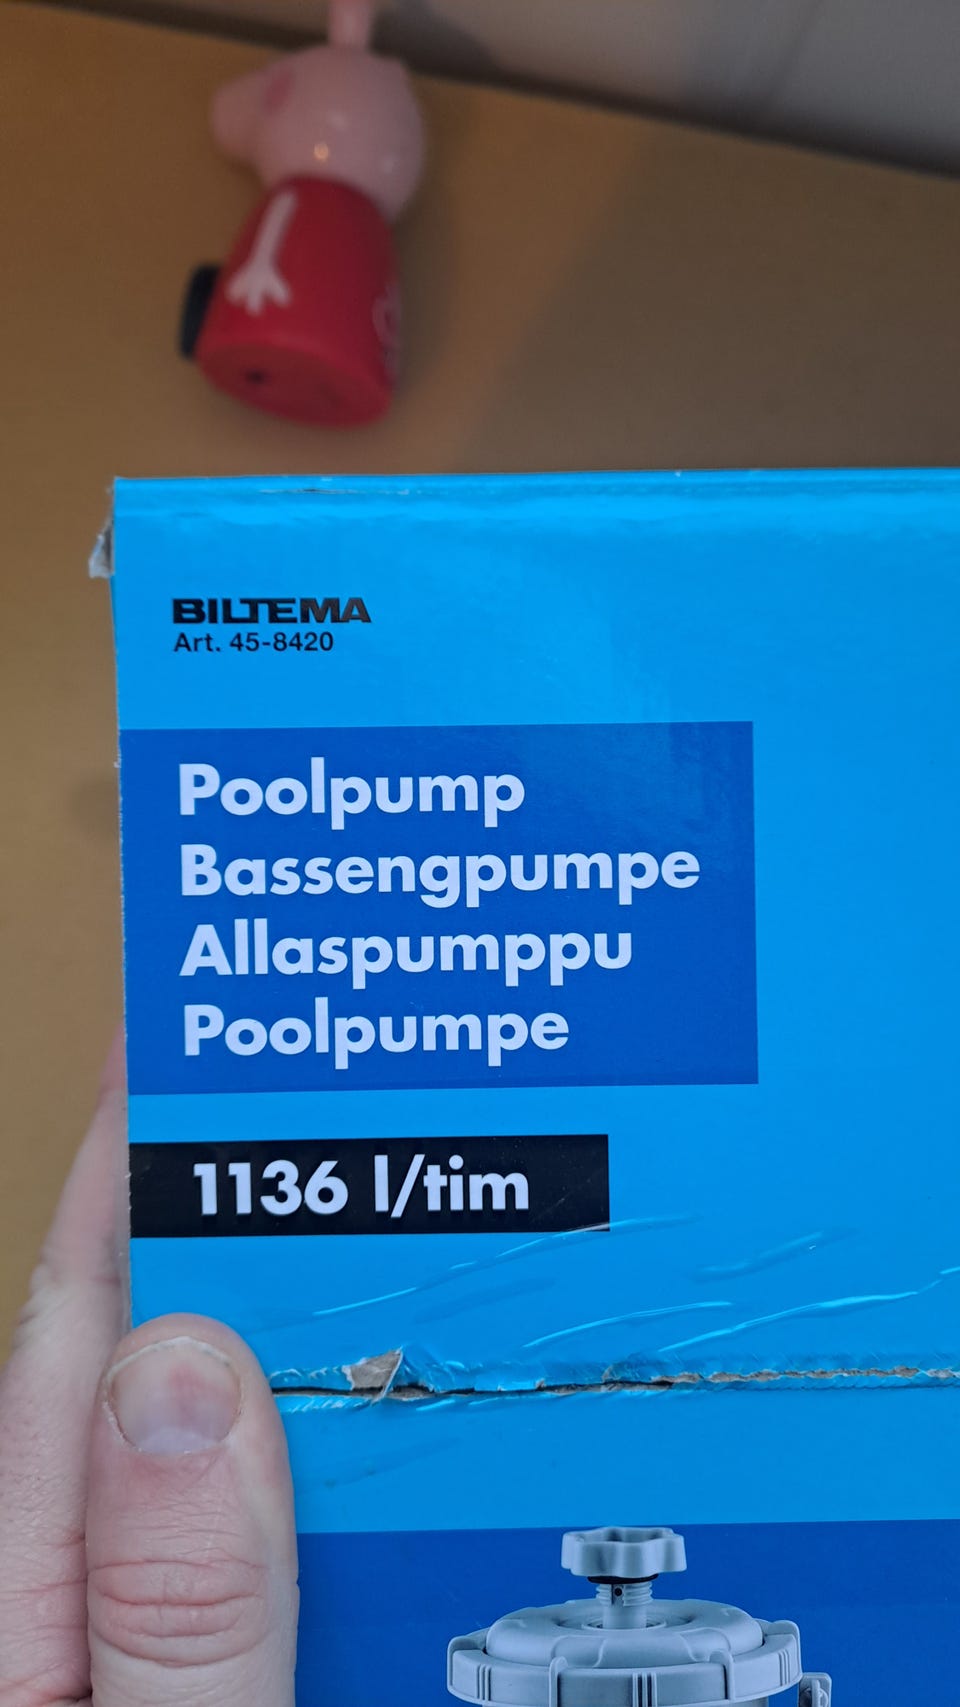 BILTEMA
Art. 45-8420
Poolpump
Bassengpumpe
Allaspumppu
Poolpumpe
1136 l/tim